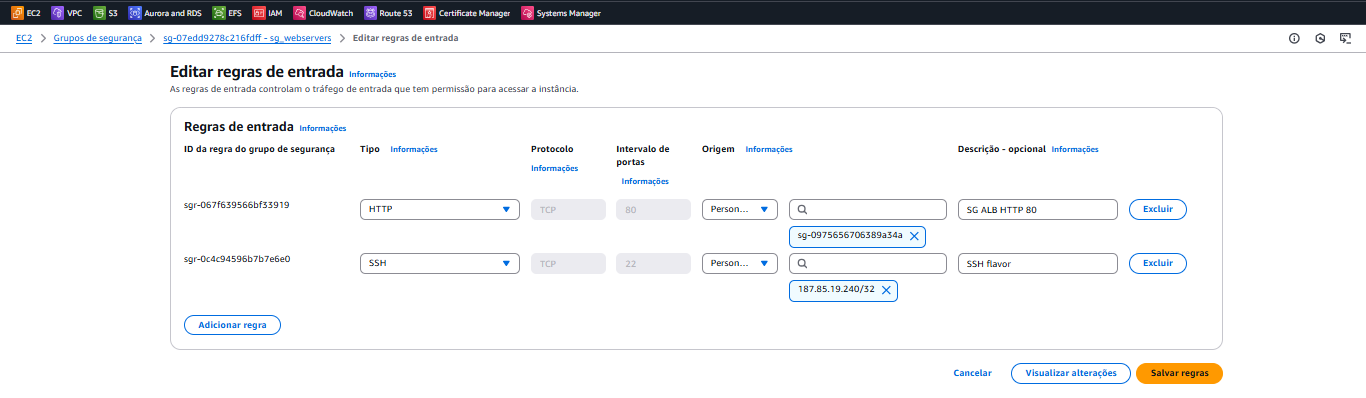 EC2 VPC S3 Aurora and RDS EFS IAM CloudWatch Route 53 Certificate Manager Systems Manager
EC2 > Grupos de segurança > sg-07edd9278c216fdff - sg_webservers > Editar regras de entrada
Editar regras de entrada Informações
As regras de entrada controlam o tráfego de entrada que tem permissão para acessar a instância.
Regras de entrada Informações
ID da regra do grupo de segurança Tipo Informações Protocolo Intervalo de Origem Informações Descrição - opcional Informações
Informações portas
Informações
sgr-067f639566bf33919 HTTP TCP 80 Person... SG ALB HTTP 80 Excluir
sg-0975656706389a34a
sgr-0c4c94596b7b7e6e0 SSH TCP 22 Person... SSH flavor Excluir
187.85.19.240/32
Adicionar regra
Cancelar Visualizar alterações Salvar regras